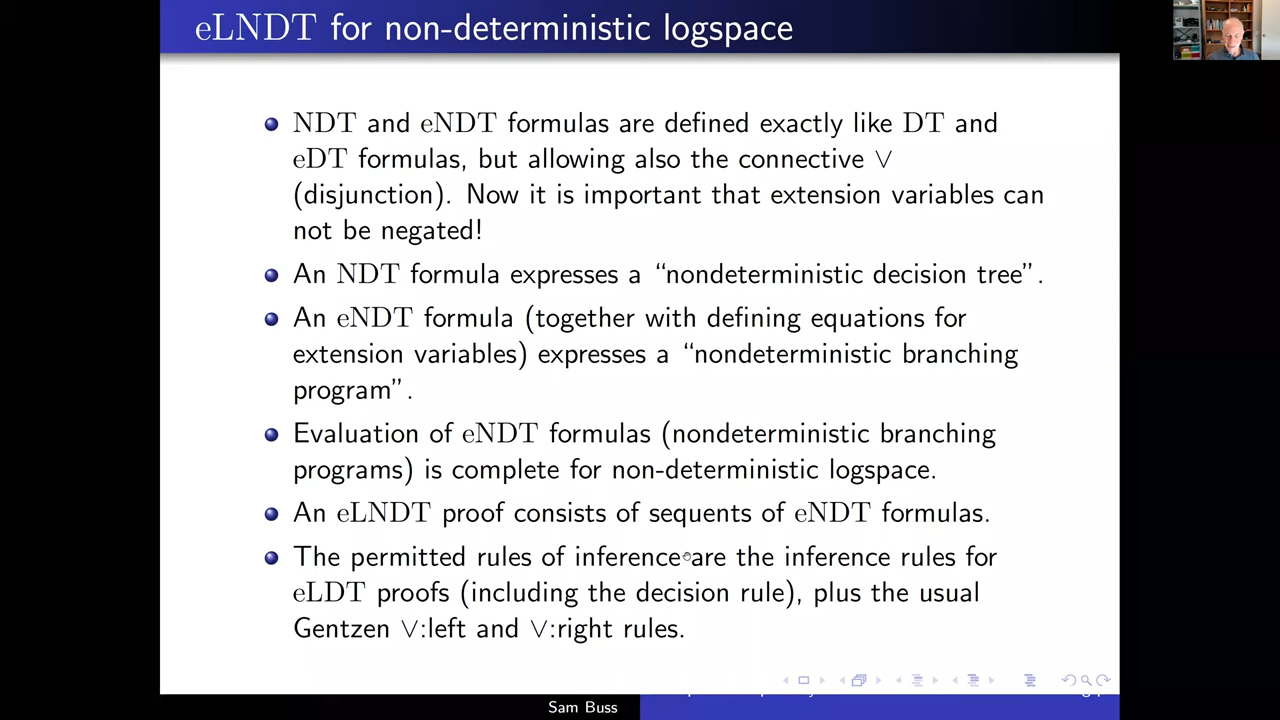 eLNDT for non-deterministic logspace
NDT and eNDT formulas are defined exactly like DT and
eDT formulas, but allowing also the connective ∨
(disjunction). Now it is important that extension variables can
not be negated!
An NDT formula expresses a “nondeterministic decision tree”.
An eNDT formula (together with defining equations for
extension variables) expresses a “nondeterministic branching
program”.
Evaluation of eNDT formulas (nondeterministic branching
programs) is complete for non-deterministic logspace.
An eLNDT proof consists of sequents of eNDT formulas.
The permitted rules of inference are the inference rules for
eLDT proofs (including the decision rule), plus the usual
Gentzen ∨:left and ∨:right rules.
Sam Buss